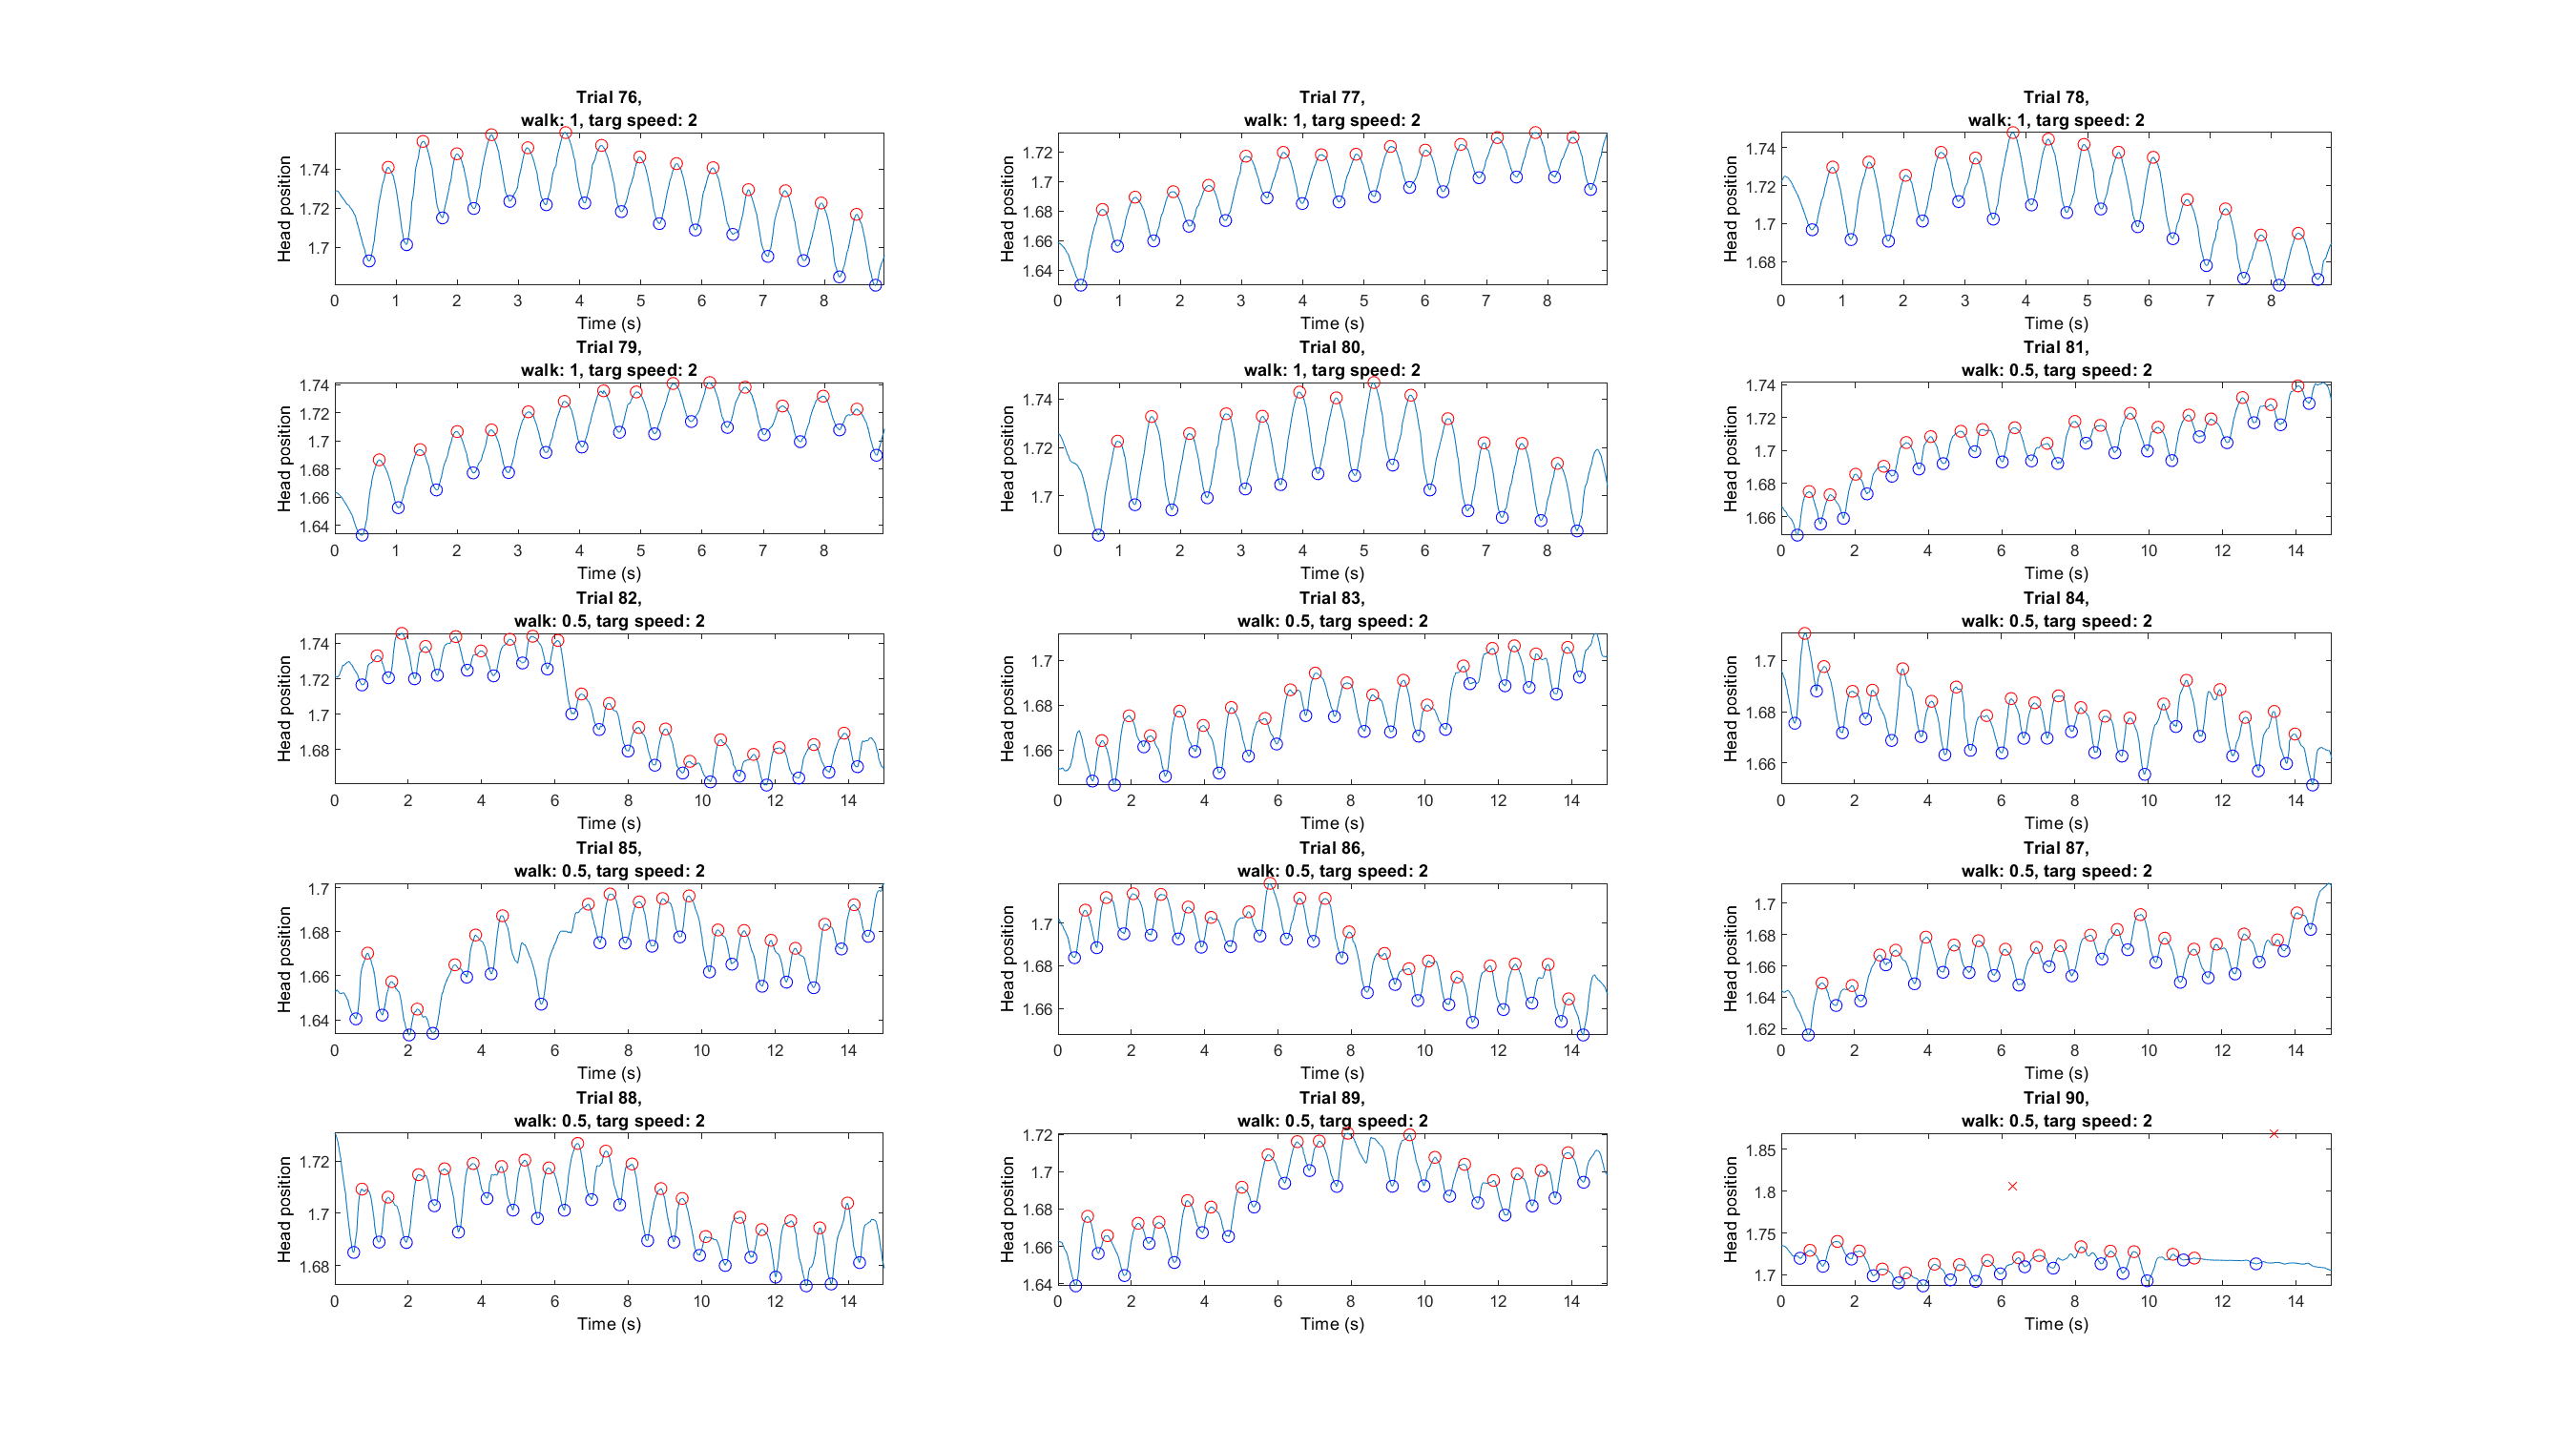 Trial 76,
walk: 1, targ speed: 2
Head position
1.74
1.72
1.7
0 1 2 3 4 5 6 7 8
Time (s)
Trial 77,
walk: 1, targ speed: 2
Head position
1.72
1.7
1.68
1.66
1.64
0 1 2 3 4 5 6 7 8
Time (s)
Trial 78,
walk: 1, targ speed: 2
Head position
1.74
1.72
1.7
1.68
0 1 2 3 4 5 6 7 8
Time (s)
Trial 79,
walk: 1, targ speed: 2
Head position
1.74
1.72
1.7
1.68
1.66
1.64
0 1 2 3 4 5 6 7 8
Time (s)
Trial 80,
walk: 1, targ speed: 2
Head position
1.74
1.72
1.7
0 1 2 3 4 5 6 7 8
Time (s)
Trial 81,
walk: 0.5, targ speed: 2
Head position
1.74
1.72
1.7
1.68
1.66
0 2 4 6 8 10 12 14
Time (s)
Trial 82,
walk: 0.5, targ speed: 2
Head position
1.74
1.72
1.7
1.68
0 2 4 6 8 10 12 14
Time (s)
Trial 83,
walk: 0.5, targ speed: 2
Head position
1.7
1.68
1.66
0 2 4 6 8 10 12 14
Time (s)
Trial 84,
walk: 0.5, targ speed: 2
Head position
1.7
1.68
1.66
0 2 4 6 8 10 12 14
Time (s)
Trial 85,
walk: 0.5, targ speed: 2
Head position
1.7
1.68
1.66
1.64
0 2 4 6 8 10 12 14
Time (s)
Trial 86,
walk: 0.5, targ speed: 2
Head position
1.7
1.68
1.66
0 2 4 6 8 10 12 14
Time (s)
Trial 87,
walk: 0.5, targ speed: 2
Head position
1.7
1.68
1.66
1.64
1.62
0 2 4 6 8 10 12 14
Time (s)
Trial 88,
walk: 0.5, targ speed: 2
Head position
1.72
1.7
1.68
0 2 4 6 8 10 12 14
Time (s)
Trial 89,
walk: 0.5, targ speed: 2
Head position
1.72
1.7
1.68
1.66
1.64
0 2 4 6 8 10 12 14
Time (s)
Trial 90,
walk: 0.5, targ speed: 2
Head position
1.85
1.8
1.75
1.7
0 2 4 6 8 10 12 14
Time (s)